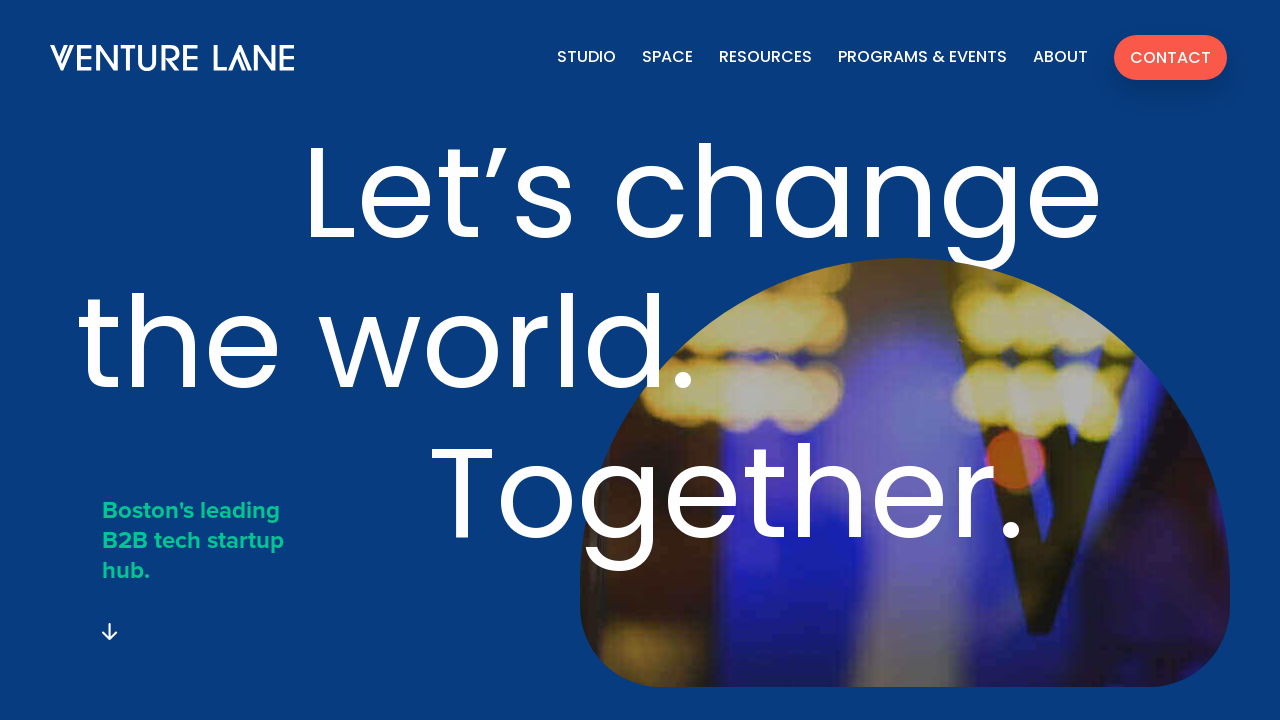 VENTURE LANE
STUDIO SPACE RESOURCES PROGRAMS & EVENTS ABOUT CONTACT
Let’s change
the world.
Together.
Boston's leading
B2B tech startup
hub.